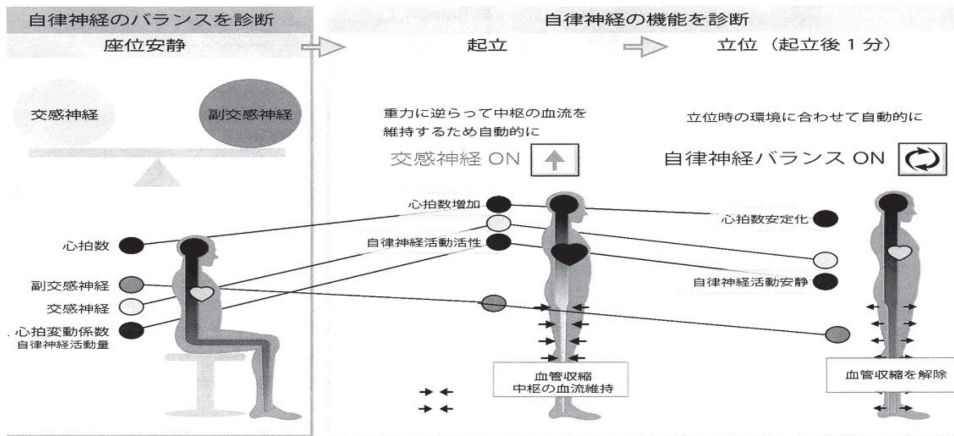 自律神経のバランスを診断
座位安静
交感神経
副交感神経
心拍数
副交感神経
交感神経
心拍変動係数
自律神経活動量
自律神経の機能を診断
起立
重力に逆らって中枢の血流を
維持するため自動的に
交感神経 ON
心拍数増加
自律神経活動活性
血管収縮
中枢の血流維持
立位（起立後1分）
立位時の環境に合わせて自動的に
自律神経バランス ON
心拍数安定化
自律神経活動安静
血管収縮を解除